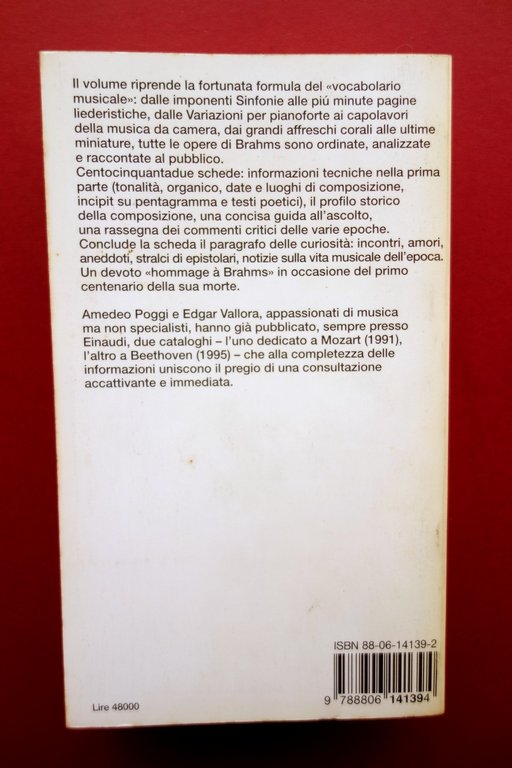 Il volume riprende la fortunata formula del «vocabolario
musicale»: dalle imponenti Sinfonie alle piú minute pagine
liederistiche, dalle Variazioni per pianoforte ai capolavori
della musica da camera, dai grandi affreschi corali alle ultime
miniature, tutte le opere di Brahms sono ordinate, analizzate
e raccontate al pubblico.
Centocinquantadue schede: informazioni tecniche nella prima
parte (tonalità, organico, date e luoghi di composizione,
incipit su pentagramma e testi poetici), il profilo storico
della composizione, una concisa guida all'ascolto,
una rassegna dei commenti critici delle varie epoche.
Conclude la scheda il paragrafo delle curiosità: incontri, amori,
aneddoti, stralci di epistolari, notizie sulla vita musicale dell'epoca.
Un devoto «hommage à Brahms» in occasione del primo
centenario della sua morte.
Amedeo Poggi e Edgar Vallora, appassionati di musica
ma non specialisti, hanno già pubblicato, sempre presso
Einaudi, due cataloghi – l'uno dedicato a Mozart (1991),
l'altro a Beethoven (1995) – che alla completezza delle
informazioni uniscono il pregio di una consultazione
accattivante e immediata.
ISBN 88-06-14139-2
9 788806 141394
Lire 48000